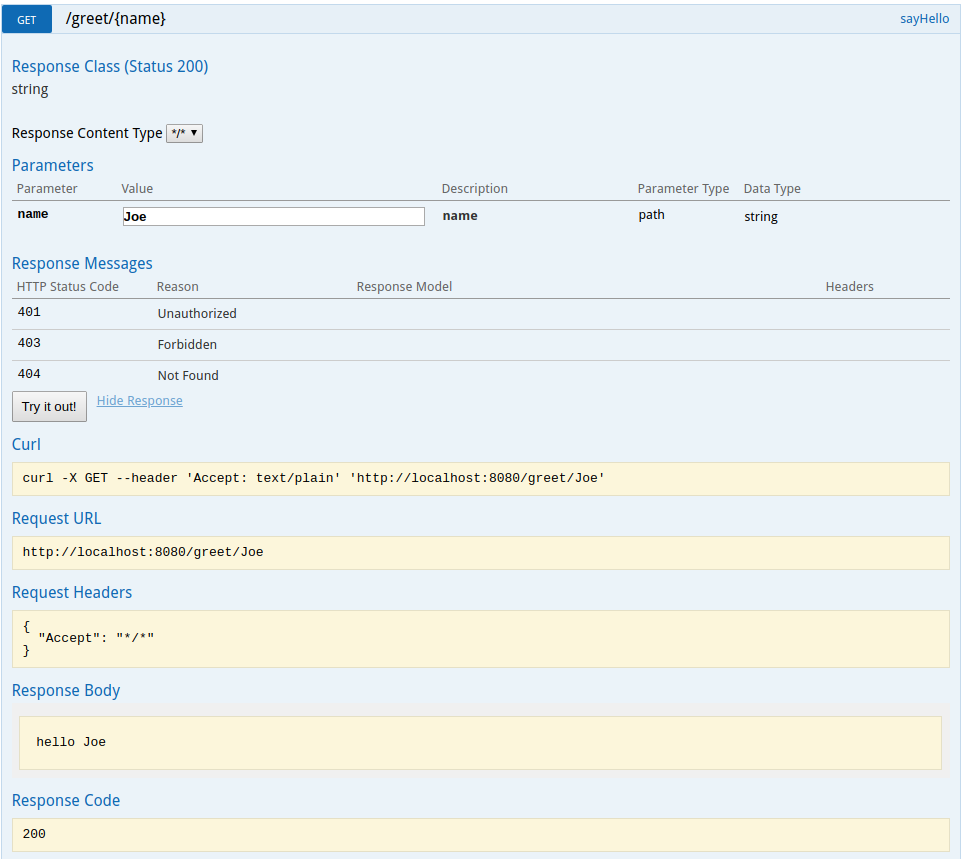 GET /greet/{name} sayHello
Response Class (Status 200)
string
Response Content Type */*
Parameters
Parameter Value Description Parameter Type Data Type
name Joe name path string
Response Messages
HTTP Status Code Reason Response Model Headers
401 Unauthorized
403 Forbidden
404 Not Found
Try it out! Hide Response
Curl
curl -X GET --header 'Accept: text/plain' 'http://localhost:8080/greet/Joe'
Request URL
http://localhost:8080/greet/Joe
Request Headers
{
"Accept": "*/*"
}
Response Body
hello Joe
Response Code
200